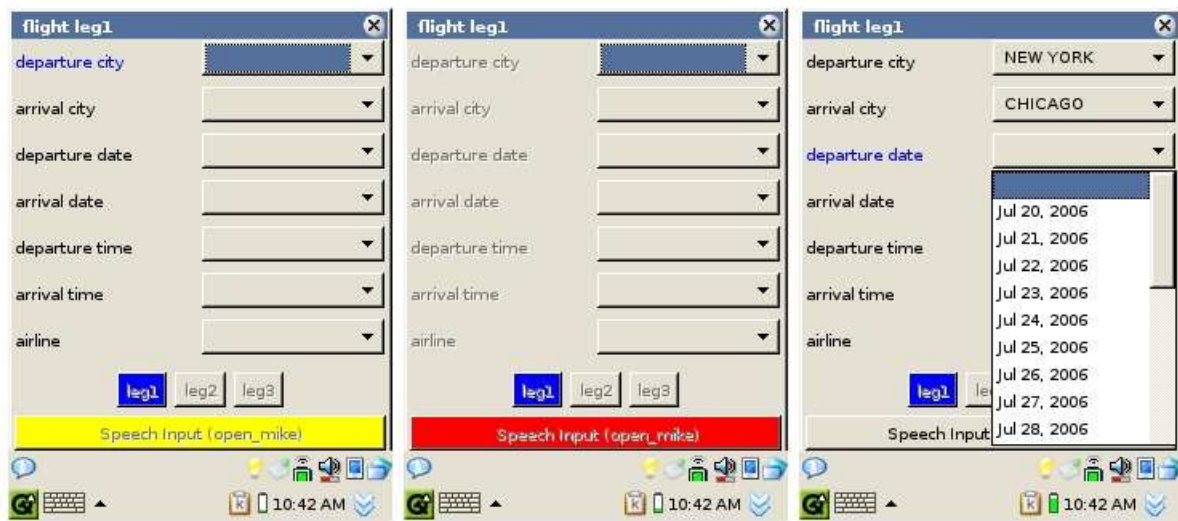 flight leg1
departure city
arrival city
departure date
arrival date
departure time
arrival time
airline
leg1 leg2 leg3
Speech Input (open_mike)
10:42 AM
flight leg1
departure city
arrival city
departure date
arrival date
departure time
arrival time
airline
leg1 leg2 leg3
Speech Input (open_mike)
10:42 AM
flight leg1
departure city NEW YORK
arrival city CHICAGO
departure date
arrival date
Jul 20, 2006
Jul 21, 2006
departure time
Jul 22, 2006
Jul 23, 2006
arrival time
Jul 24, 2006
Jul 25, 2006
airline
Jul 26, 2006
leg1 le
Jul 27, 2006
Speech Input
Jul 28, 2006
10:42 AM